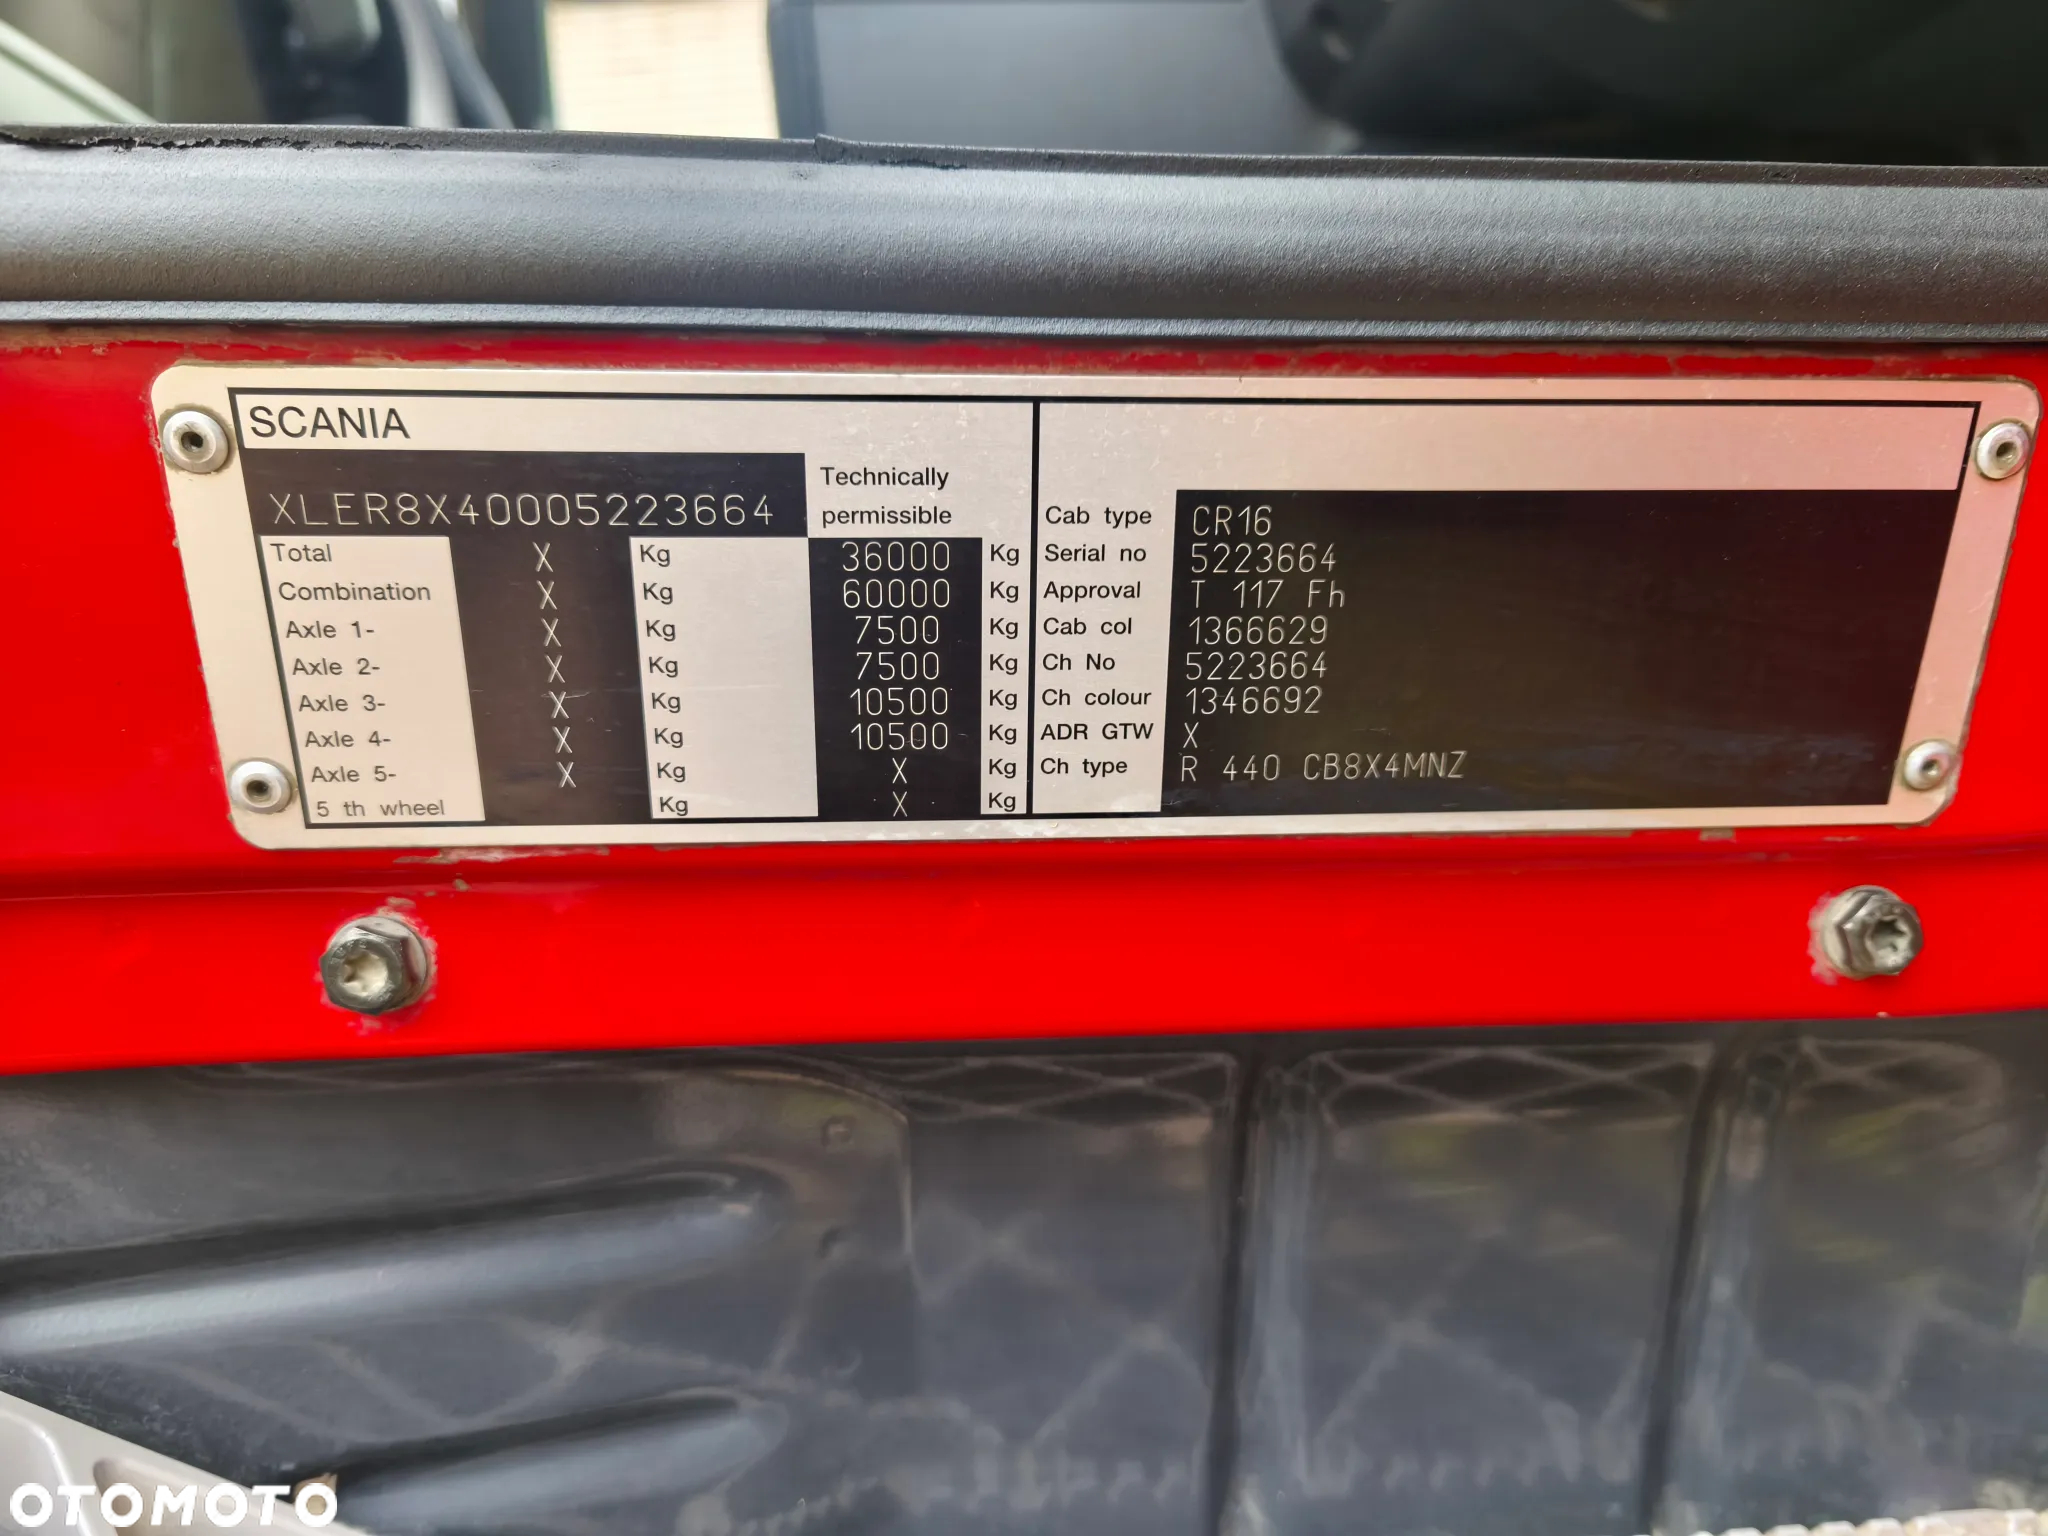 SCANIA
XLER8X40005223664
Technically
permissible
Total X Kg 36000 Kg
Combination X Kg 60000 Kg
Axle 1- X Kg 7500 Kg
Axle 2- X Kg 7500 Kg
Axle 3- X Kg 10500 Kg
Axle 4- X Kg 10500 Kg
Axle 5- X Kg X Kg
5 th wheel Kg X Kg
Cab type CR16
Serial no 5223664
Approval T 117 Fh
Cab col 1366629
Ch No 5223664
Ch colour 1346692
ADR GTW X
Ch type R 440 CB8X4MNZ
OTOMOTO